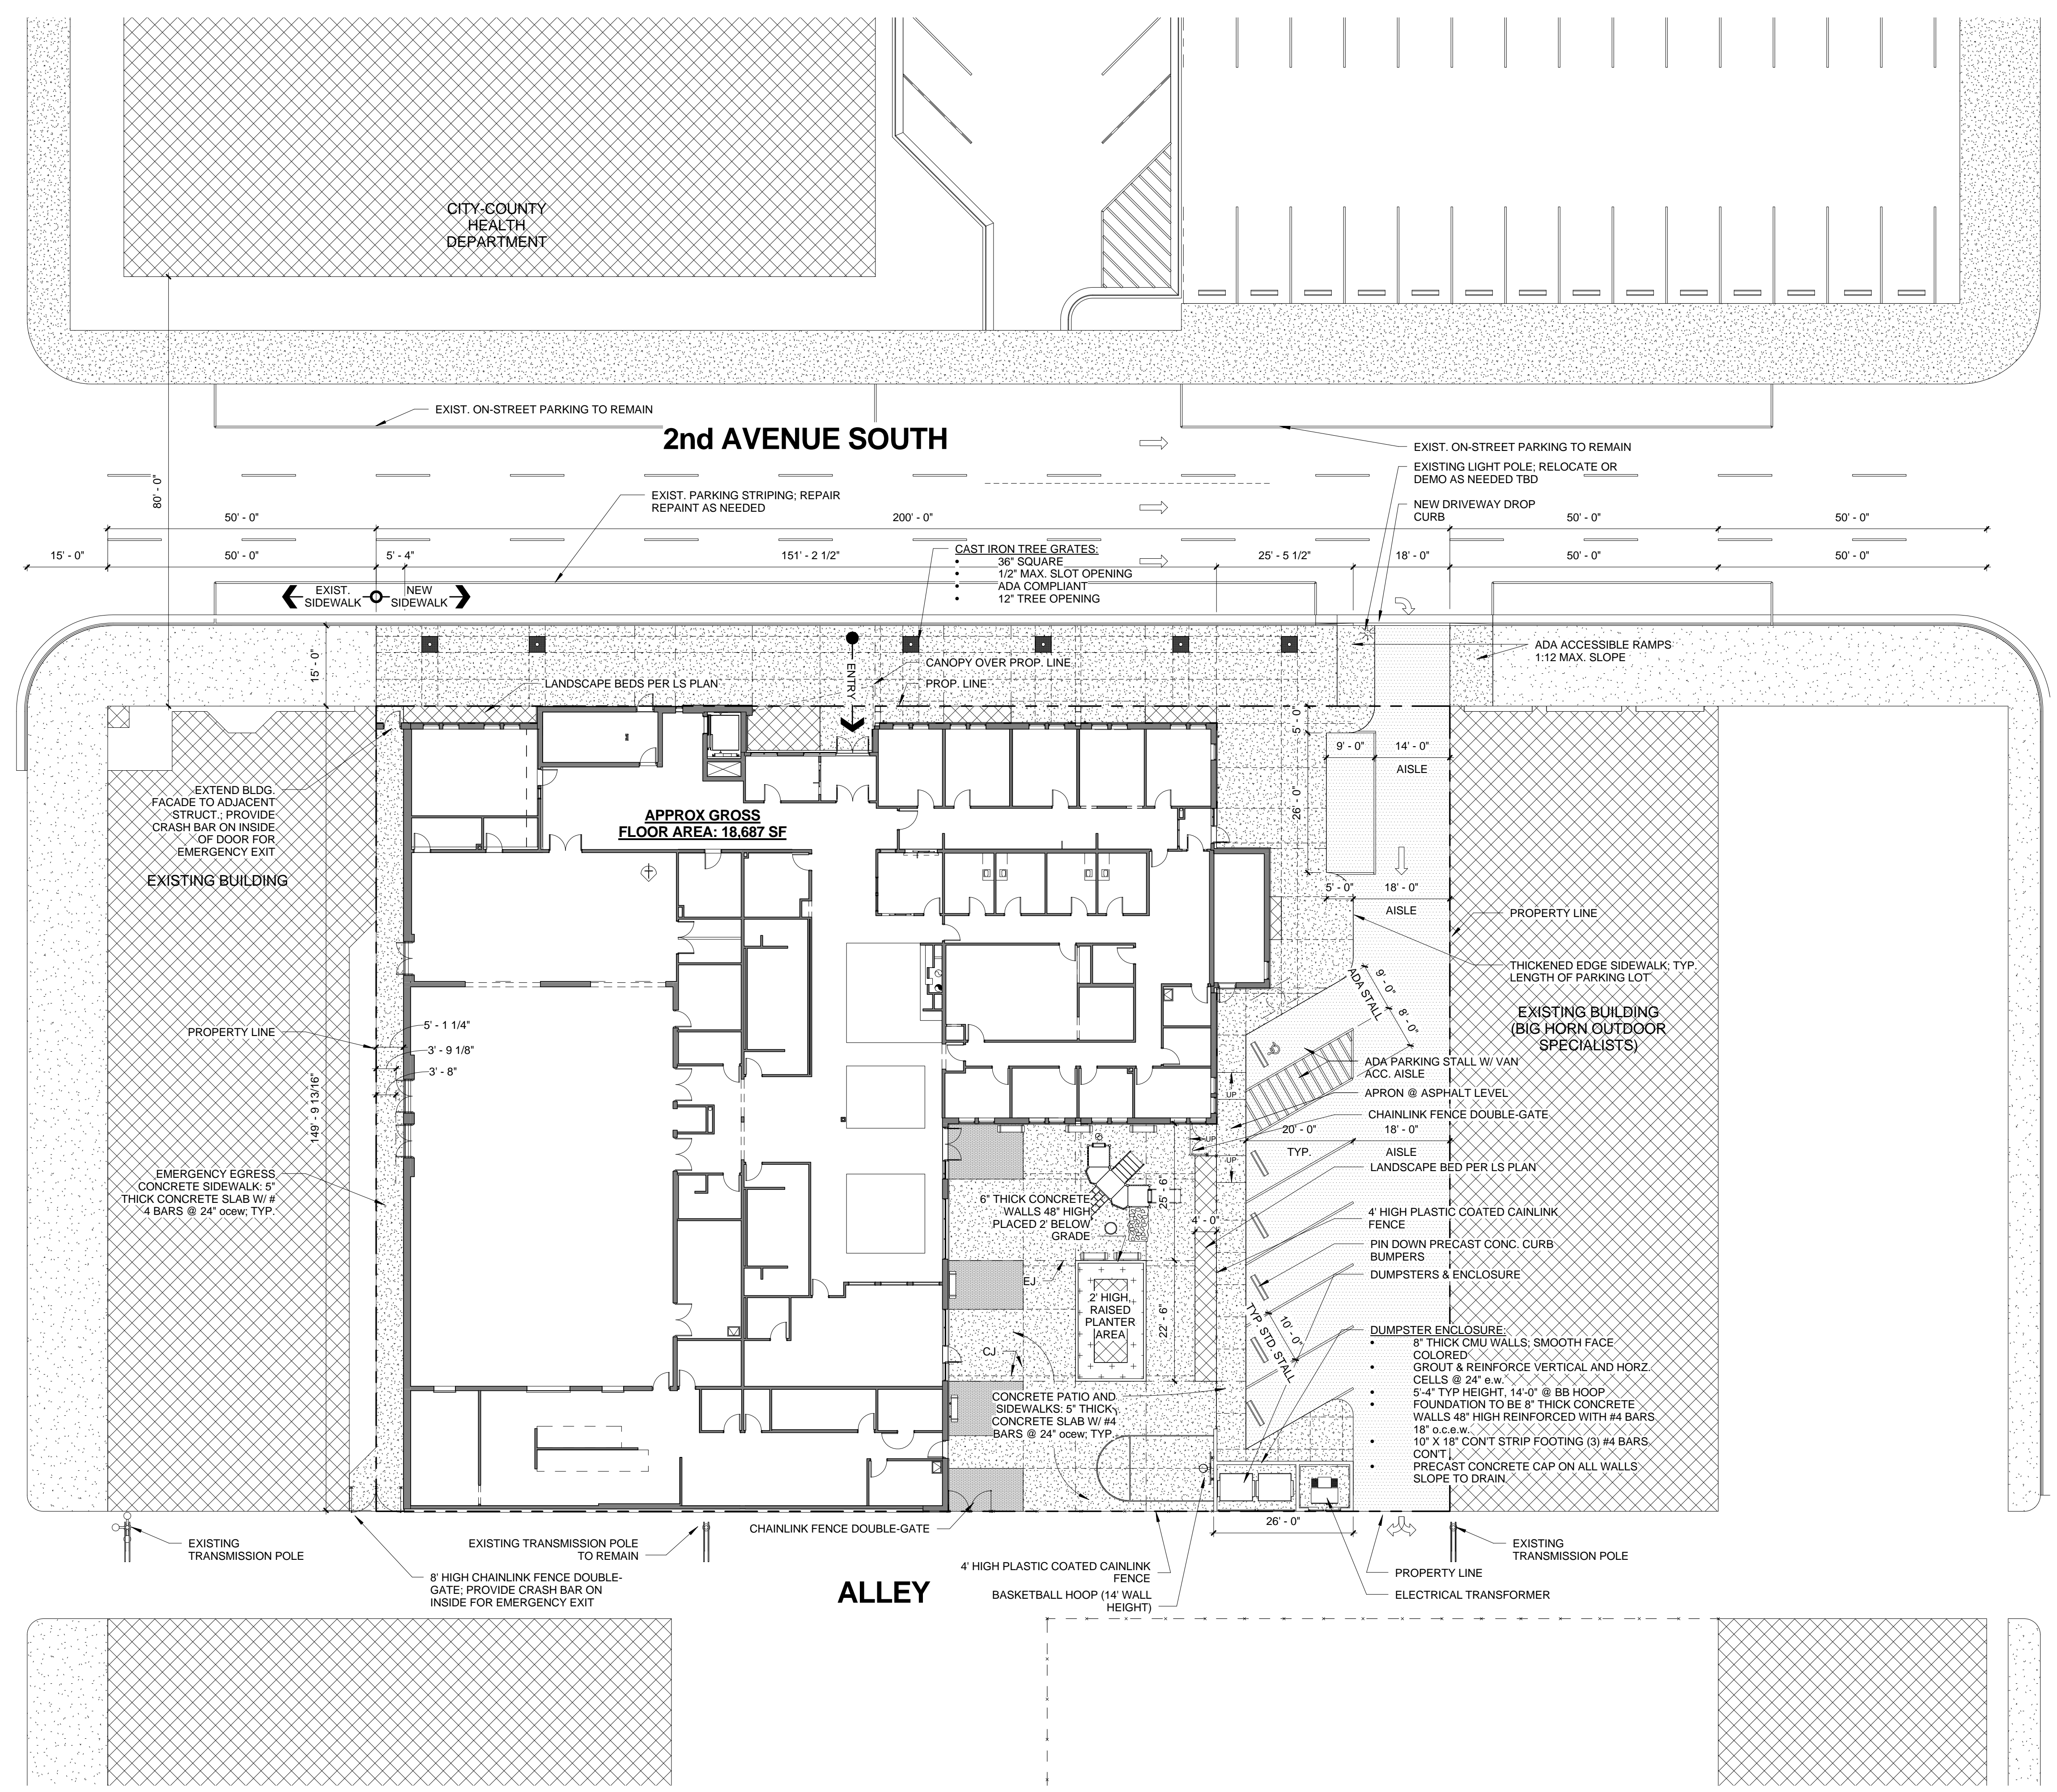 CITY-COUNTY
HEALTH
DEPARTMENT
EXIST. ON-STREET PARKING TO REMAIN
2nd AVENUE SOUTH
EXIST. ON-STREET PARKING TO REMAIN
EXISTING LIGHT POLE; RELOCATE OR
DEMO AS NEEDED TBD
80' - 0"
EXIST. PARKING STRIPING; REPAIR
REPAINT AS NEEDED
NEW DRIVEWAY DROP
CURB
50' - 0"
200' - 0"
50' - 0"
50' - 0"
15' - 0"
50' - 0"
5' - 4"
151' - 2 1/2"
25' - 5 1/2"
18' - 0"
50' - 0"
50' - 0"
CAST IRON TREE GRATES:
• 36" SQUARE
• 1/2" MAX. SLOT OPENING
• ADA COMPLIANT
• 12" TREE OPENING
EXIST.
SIDEWALK
NEW
SIDEWALK
15' - 0"
ENTRY
CANOPY OVER PROP. LINE
PROP. LINE
LANDSCAPE BEDS PER LS PLAN
ADA ACCESSIBLE RAMPS
1:12 MAX. SLOPE
5' - 0"
9' - 0"
14' - 0"
AISLE
26' - 0"
EXTEND BLDG.
FACADE TO ADJACENT
STRUCT.; PROVIDE
CRASH BAR ON INSIDE
OF DOOR FOR
EMERGENCY EXIT
APPROX GROSS
FLOOR AREA: 18,687 SF
EXISTING BUILDING
5' - 0"
18' - 0"
AISLE
PROPERTY LINE
THICKENED EDGE SIDEWALK; TYP.
LENGTH OF PARKING LOT
ADA STALL
9' - 0"
8' - 0"
EXISTING BUILDING
(BIG HORN OUTDOOR
SPECIALISTS)
PROPERTY LINE
5' - 1 1/4"
3' - 9 1/8"
3' - 8"
149' - 9 13/16"
ADA PARKING STALL W/ VAN
ACC. AISLE
UP
APRON @ ASPHALT LEVEL
CHAINLINK FENCE DOUBLE-GATE
20' - 0"
TYP.
18' - 0"
AISLE
UP
UP
LANDSCAPE BED PER LS PLAN
EMERGENCY EGRESS
CONCRETE SIDEWALK: 5"
THICK CONCRETE SLAB W/ #
4 BARS @ 24" ocew; TYP.
6" THICK CONCRETE
WALLS 48" HIGH
PLACED 2' BELOW
GRADE
25' - 6"
4' - 0"
4' HIGH PLASTIC COATED CAINLINK
FENCE
PIN DOWN PRECAST CONC. CURB
BUMPERS
DUMPSTERS & ENCLOSURE
EJ
2' HIGH,
RAISED
PLANTER
AREA
22' - 6"
TYP. STD. STALL
10' - 0"
CJ
DUMPSTER ENCLOSURE:
• 8" THICK CMU WALLS; SMOOTH FACE
COLORED
• GROUT & REINFORCE VERTICAL AND HORZ.
CELLS @ 24" e.w.
• 5'-4" TYP HEIGHT, 14'-0" @ BB HOOP
• FOUNDATION TO BE 8" THICK CONCRETE
WALLS 48" HIGH REINFORCED WITH #4 BARS
18" o.c.e.w.
• 10" X 18" CON'T STRIP FOOTING (3) #4 BARS
CON'T
• PRECAST CONCRETE CAP ON ALL WALLS
SLOPE TO DRAIN
CONCRETE PATIO AND
SIDEWALKS: 5" THICK
CONCRETE SLAB W/ #4
BARS @ 24" ocew; TYP.
26' - 0"
EXISTING
TRANSMISSION POLE
EXISTING TRANSMISSION POLE
TO REMAIN
CHAINLINK FENCE DOUBLE-GATE
EXISTING
TRANSMISSION POLE
8' HIGH CHAINLINK FENCE DOUBLE-
GATE; PROVIDE CRASH BAR ON
INSIDE FOR EMERGENCY EXIT
ALLEY
4' HIGH PLASTIC COATED CAINLINK
FENCE
BASKETBALL HOOP (14' WALL
HEIGHT)
PROPERTY LINE
ELECTRICAL TRANSFORMER